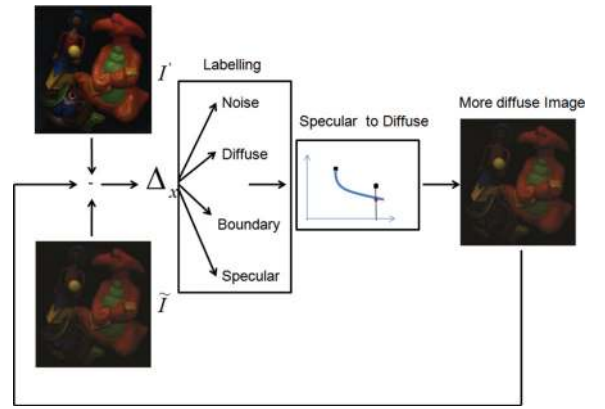 Labelling
I'
Noise
Specular to Diffuse
More diffuse Image
Diffuse
-
Δx
Boundary
Ĩ
Specular